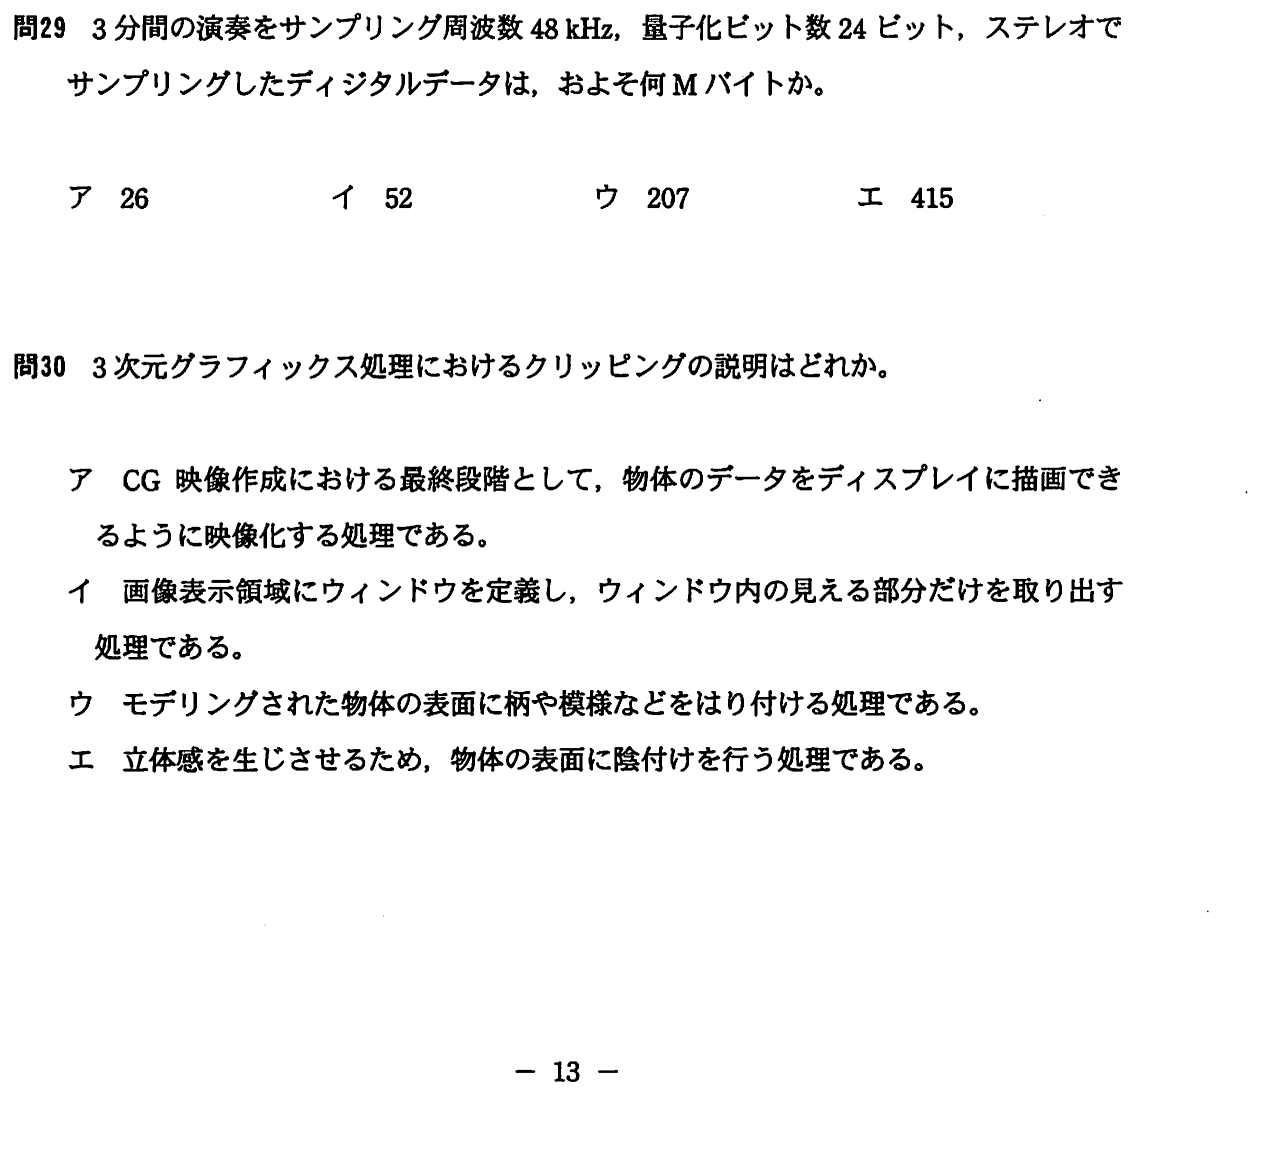 問29 3分間の演奏をサンプリング周波数48 kHz，量子化ビット数24ビット，ステレオで
サンプリングしたディジタルデータは，およそ何Mバイトか。
ア 26 イ 52 ウ 207 エ 415
問30 3次元グラフィックス処理におけるクリッピングの説明はどれか。
ア CG 映像作成における最終段階として，物体のデータをディスプレイに描画でき
るように映像化する処理である。
イ 画像表示領域にウィンドウを定義し，ウィンドウ内の見える部分だけを取り出す
処理である。
ウ モデリングされた物体の表面に柄や模様などをはり付ける処理である。
エ 立体感を生じさせるため，物体の表面に陰付けを行う処理である。
－ 13 －